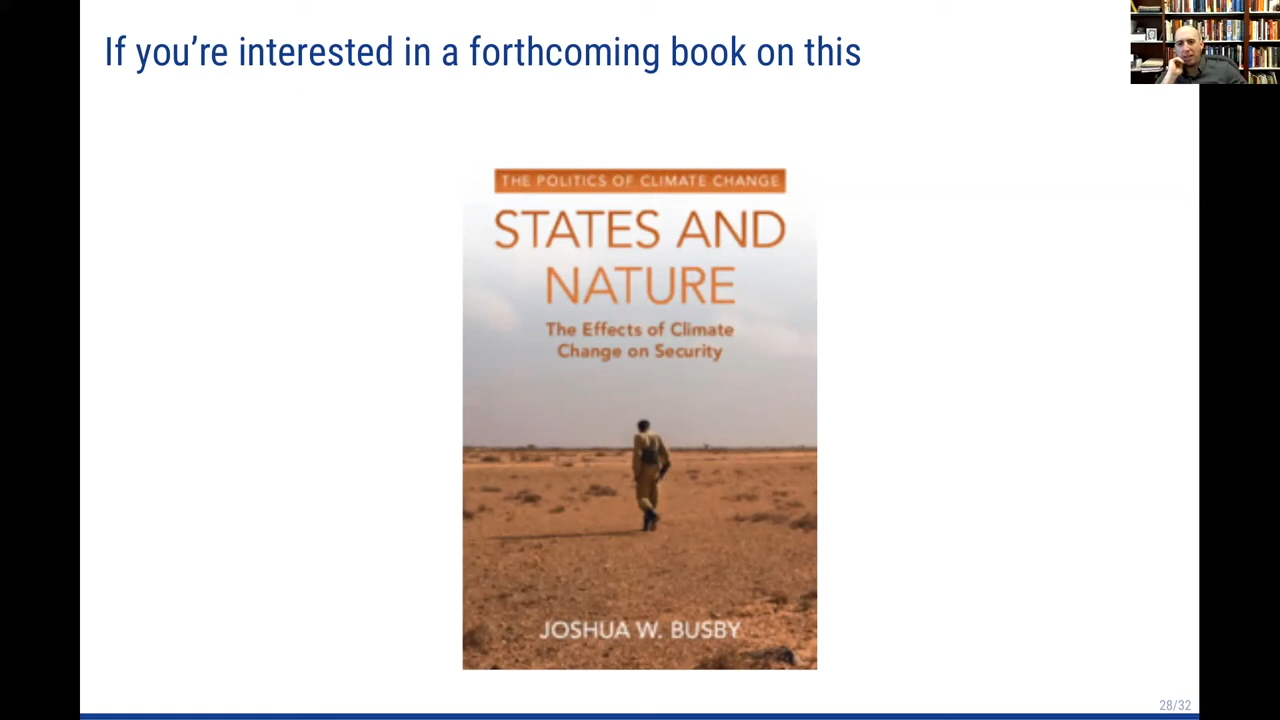 If you're interested in a forthcoming book on this
THE POLITICS OF CLIMATE CHANGE
STATES AND
NATURE
The Effects of Climate
Change on Security
JOSHUA W. BUSBY
28/32